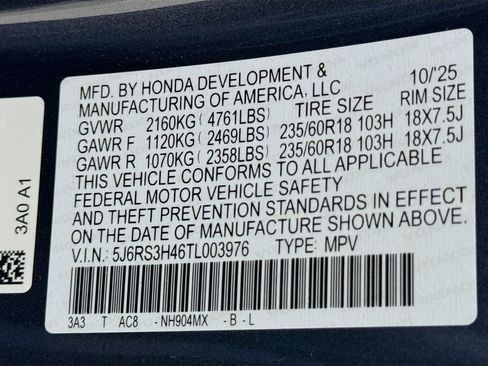 MFD. BY HONDA DEVELOPMENT & 10/'25
MANUFACTURING OF AMERICA, LLC
GVWR 2160KG (4761LBS) TIRE SIZE RIM SIZE
GAWR F 1120KG (2469LBS) 235/60R18 103H 18X7.5J
GAWR R 1070KG (2358LBS) 235/60R18 103H 18X7.5J
THIS VEHICLE CONFORMS TO ALL APPLICABLE
FEDERAL MOTOR VEHICLE SAFETY
AND THEFT PREVENTION STANDARDS IN EFFECT
ON THE DATE OF MANUFACTURE SHOWN ABOVE.
V.I.N.: 5J6RS3H46TL003976 TYPE: MPV
3A3 T AC8 -NH904MX -B-L
3A0 A1